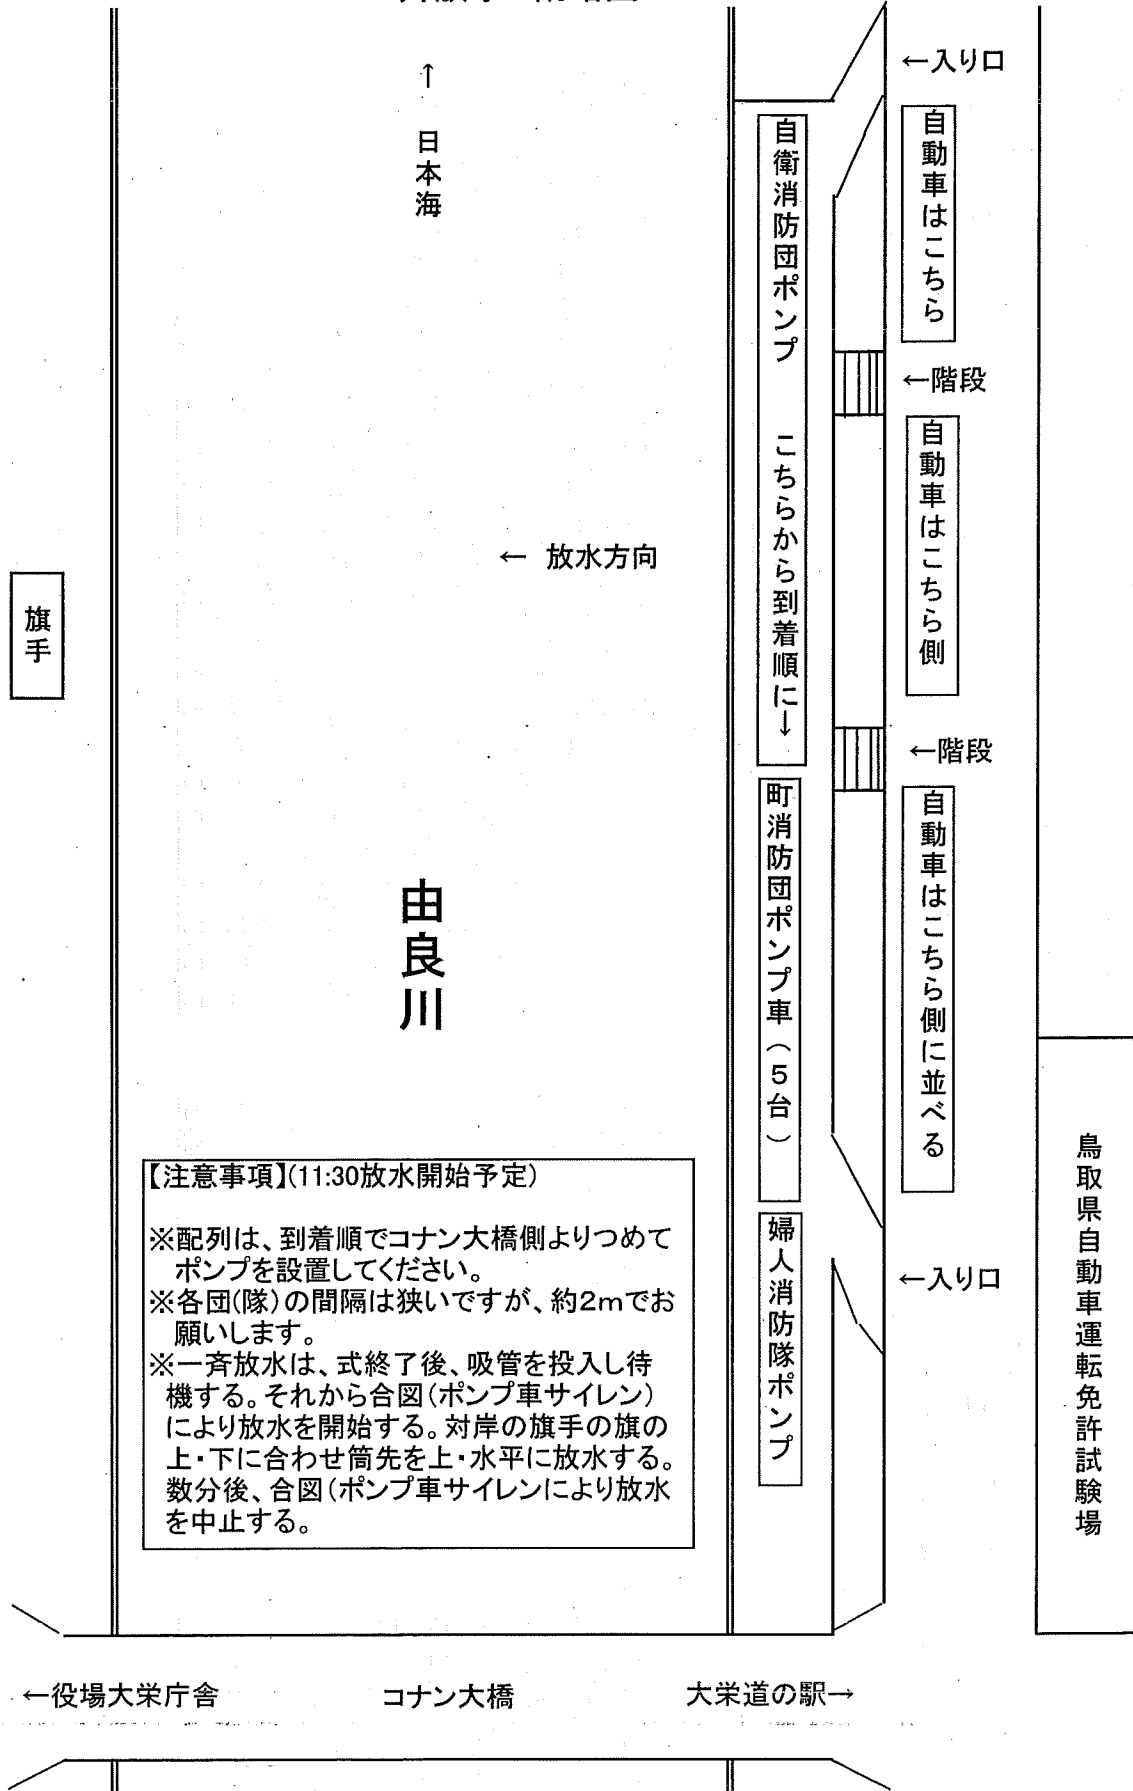 ←入り口
↑
日本海
自衛消防団ポンプ　こちらから到着順に→
自動車はこちら
←階段
自動車はこちら側
← 放水方向
旗手
←階段
町消防団ポンプ車（５台）
自動車はこちら側に並べる
由良川
鳥取県自動車運転免許試験場
【注意事項】(11:30放水開始予定)
※配列は、到着順でコナン大橋側よりつめて
ポンプを設置してください。
※各団(隊)の間隔は狭いですが、約2mでお
願いします。
※一斉放水は、式終了後、吸管を投入し待
機する。それから合図(ポンプ車サイレン)
により放水を開始する。対岸の旗手の旗の
上・下に合わせ筒先を上・水平に放水する。
数分後、合図(ポンプ車サイレンにより放水
を中止する。
婦人消防隊ポンプ
←入り口
←役場大栄庁舎
コナン大橋
大栄道の駅→